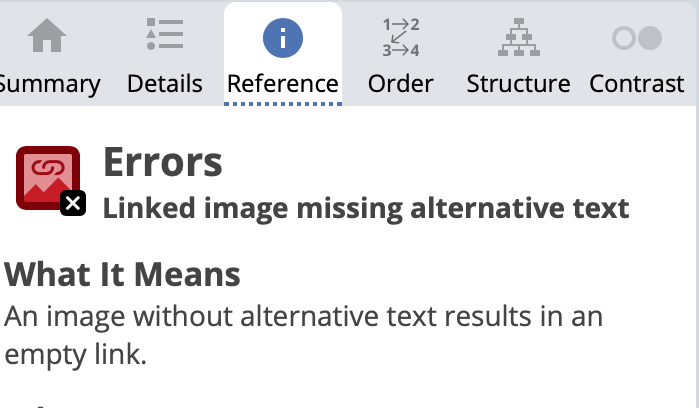 Summary Details Reference Order Structure Contrast
i
1→2
3→4
Errors
Linked image missing alternative text
What It Means
An image without alternative text results in an
empty link.